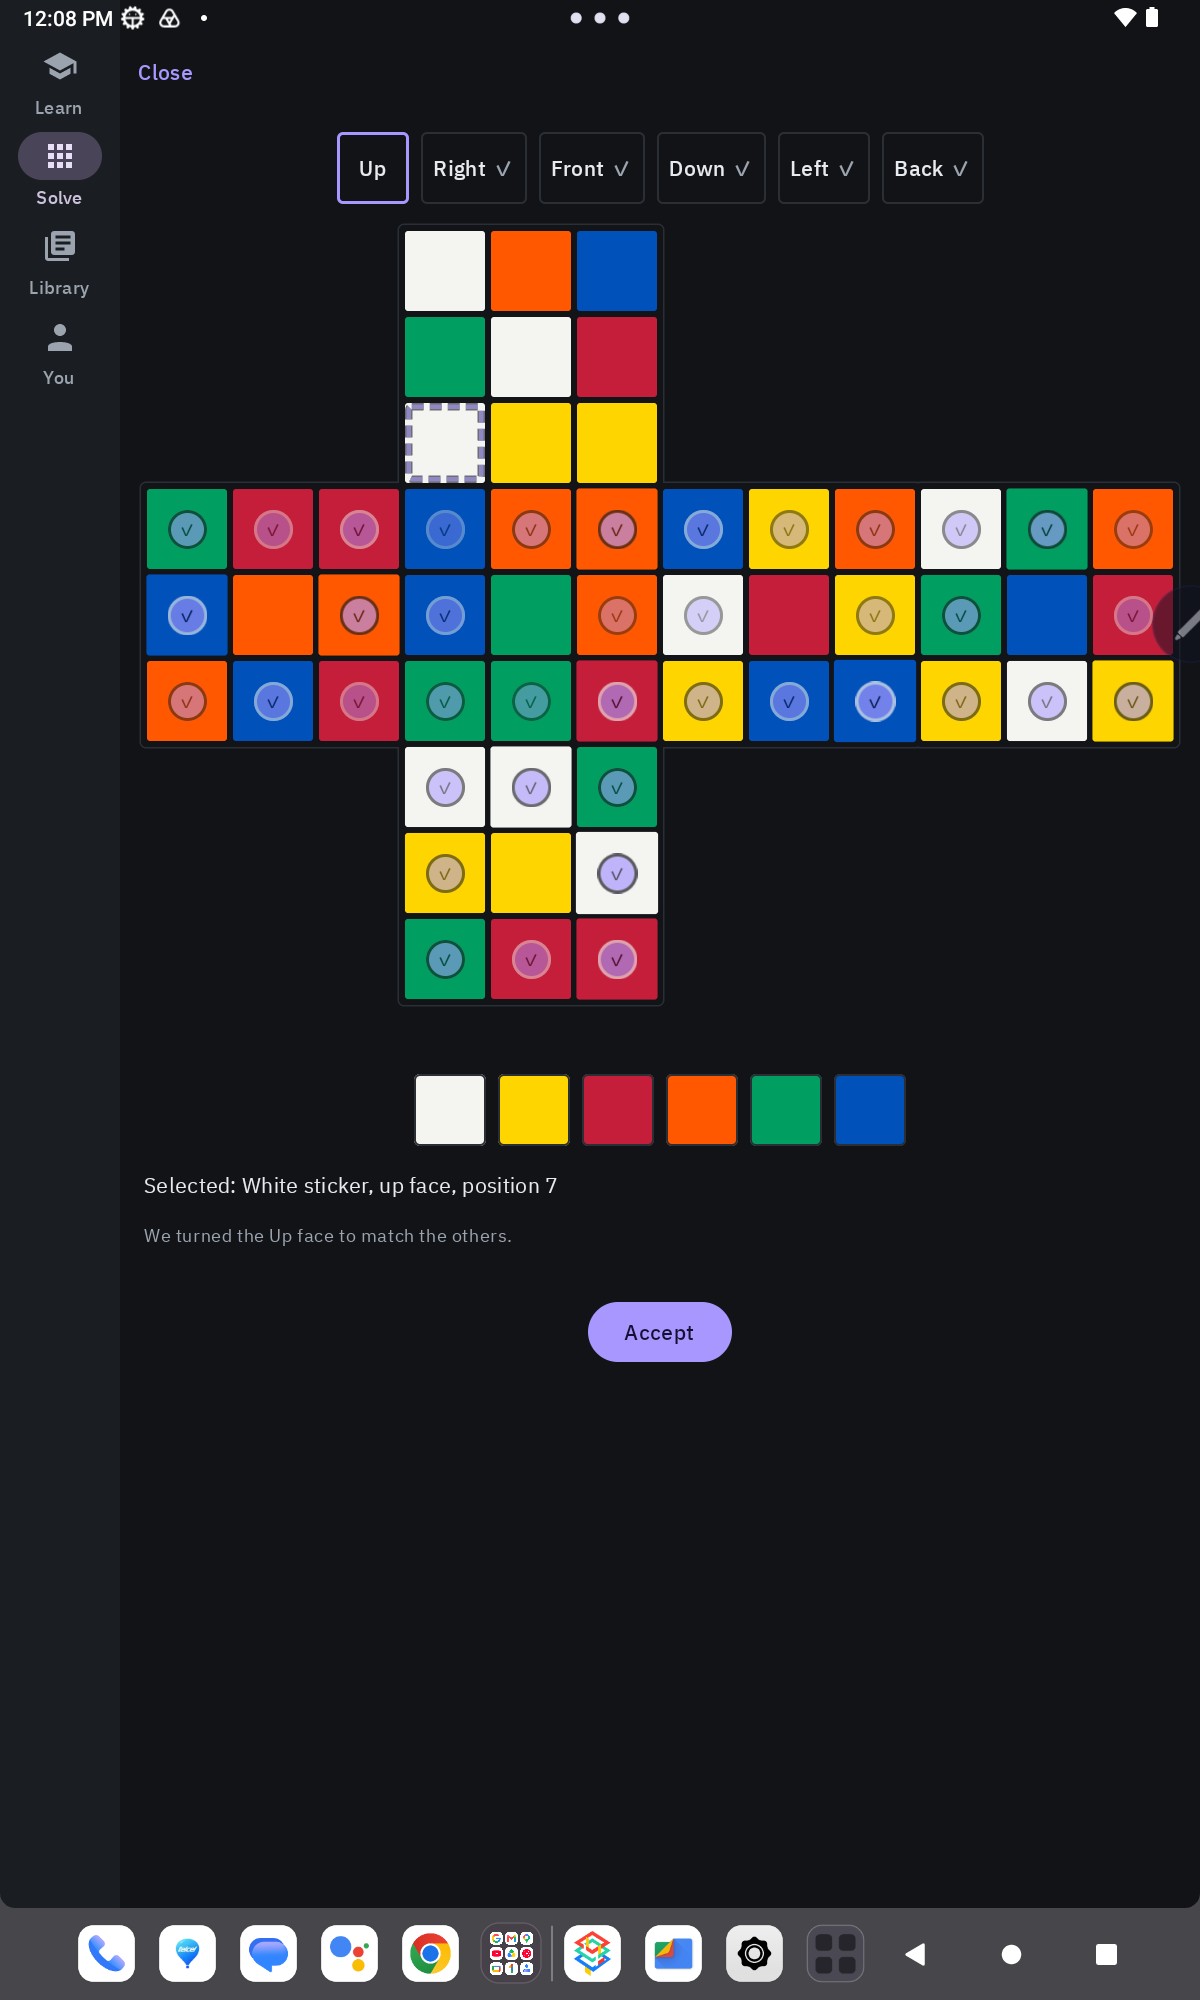 12:08 PM
Close
Learn
Solve
Library
You
Up
Right ✓
Front ✓
Down ✓
Left ✓
Back ✓
Selected: White sticker, up face, position 7
We turned the Up face to match the others.
Accept